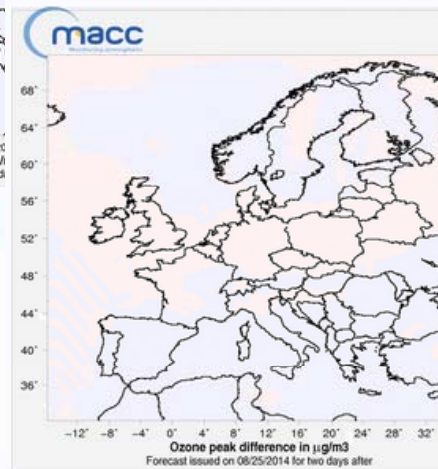 macc
Monitoring atmospheric
68°
64°
60°
56°
52°
48°
44°
40°
36°
-12° -8° -4° 0° 4° 8° 12° 16° 20° 24° 28° 32°
Ozone peak difference in µg/m3
Forecast issued on 08/25/2014 for two days after